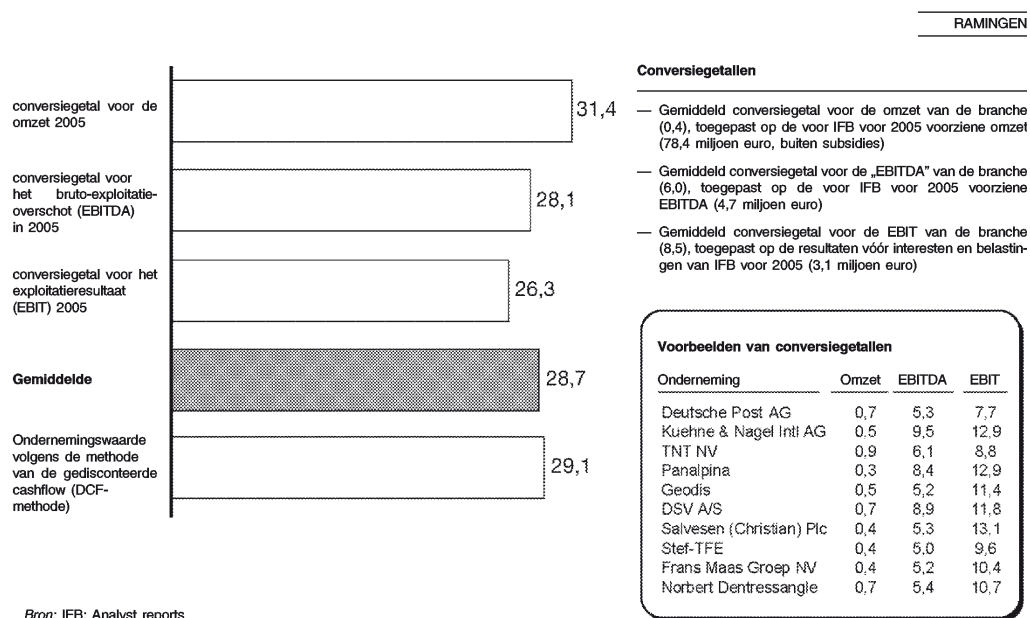 RAMINGEN
conversiegetal voor de
omzet 2005
31,4
conversiegetal voor
het bruto-exploitatie-
overschot (EBITDA)
in 2005
28,1
conversiegetal voor het
exploitatieresultaat
(EBIT) 2005
26,3
Gemiddelde
28,7
Ondernemingswaarde
volgens de methode
van de gedisconteerde
cashflow (DCF-
methode)
29,1
Conversiegetallen
— Gemiddeld conversiegetal voor de omzet van de branche
(0,4), toegepast op de voor IFB voor 2005 voorziene omzet
(78,4 miljoen euro, buiten subsidies)
— Gemiddeld conversiegetal voor de „EBITDA” van de branche
(6,0), toegepast op de voor IFB voor 2005 voorziene
EBITDA (4,7 miljoen euro)
— Gemiddeld conversiegetal voor de EBIT van de branche
(8,5), toegepast op de resultaten vóór interesten en belastin-
gen van IFB voor 2005 (3,1 miljoen euro)
Voorbeelden van conversiegetallen
Onderneming Omzet EBITDA EBIT
Deutsche Post AG 0,7 5,3 7,7
Kuehne & Nagel Intl AG 0,5 9,5 12,9
TNT NV 0,9 6,1 8,8
Panalpina 0,3 8,4 12,9
Geodis 0,5 5,2 11,4
DSV A/S 0,7 8,9 11,8
Salvesen (Christian) Plc 0,4 5,3 13,1
Stef-TFE 0,4 5,0 9,6
Frans Maas Groep NV 0,4 5,2 10,4
Norbert Dentressangle 0,7 5,4 10,7
Bron: IFB; Analyst reports